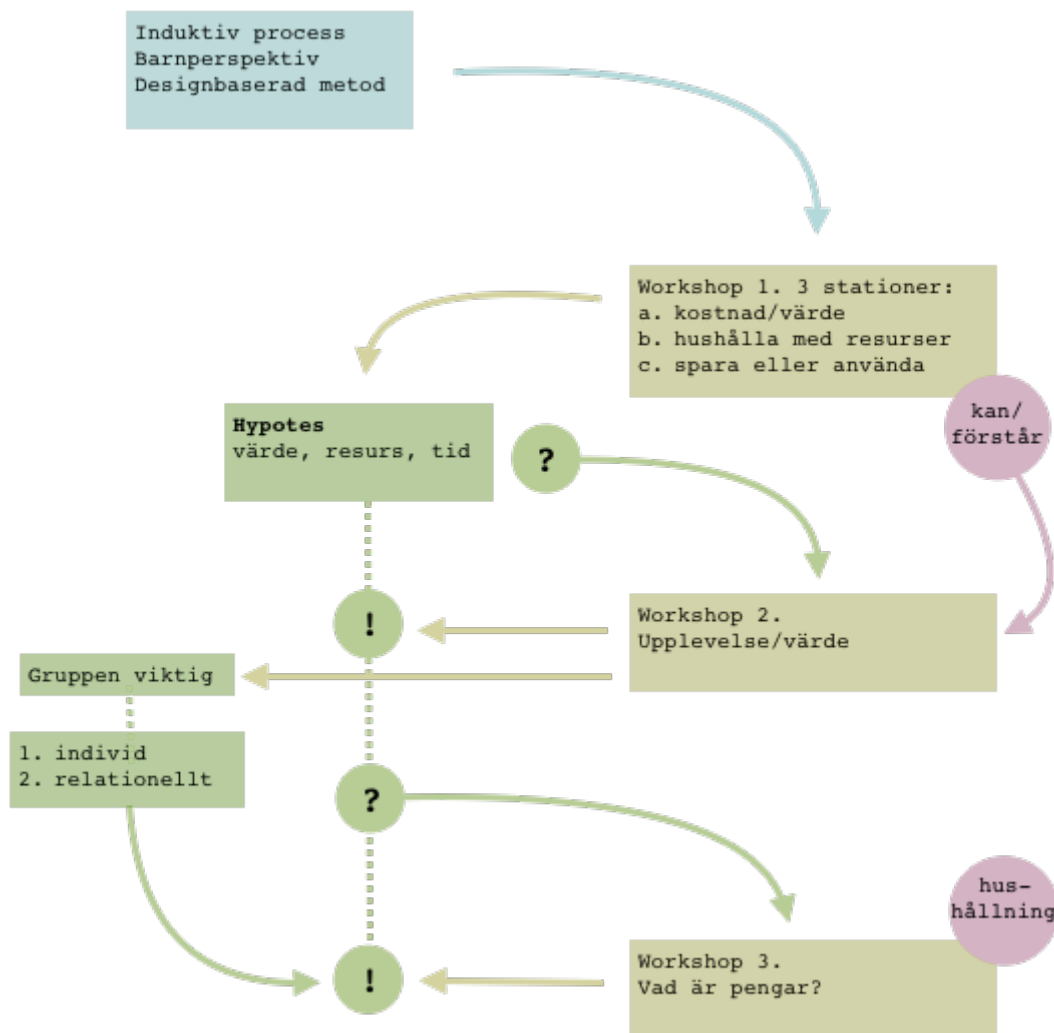 Induktiv process
Barnperspektiv
Designbaserad metod
Workshop 1. 3 stationer:
a. kostnad/värde
b. hushålla med resurser
c. spara eller använda
kan/
förstår
Hypotes
värde, resurs, tid
?
!
Workshop 2.
Upplevelse/värde
Gruppen viktig
1. individ
2. relationellt
?
hus-
hållning
!
Workshop 3.
Vad är pengar?